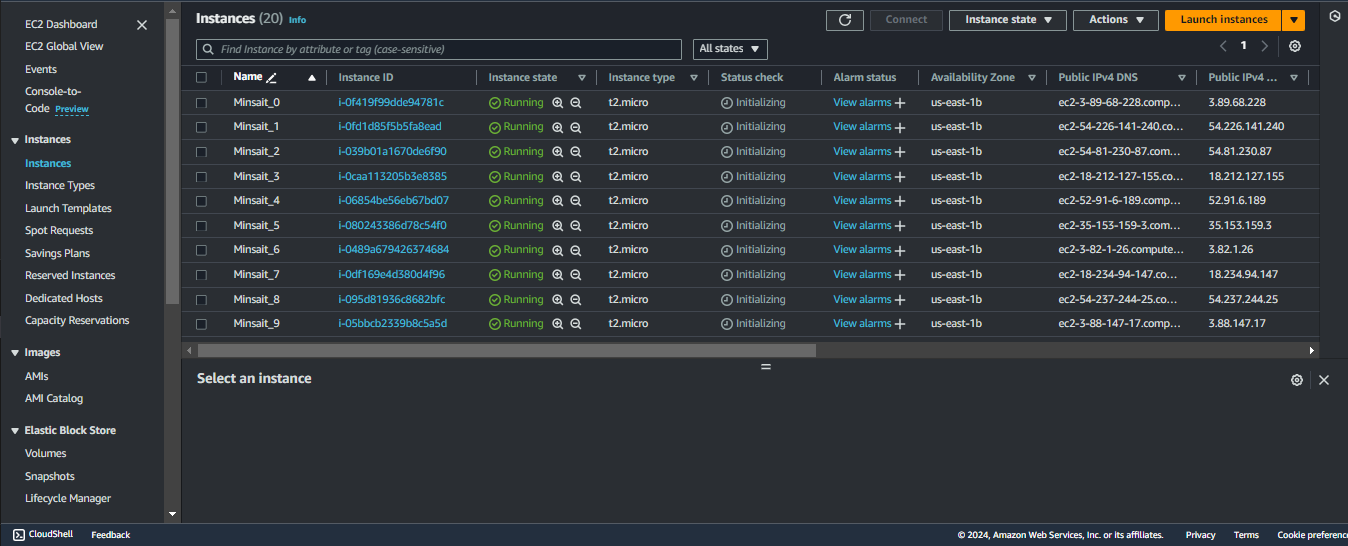 EC2 Dashboard
EC2 Global View
Events
Console-to-
Code Preview
Instances
Instances
Instance Types
Launch Templates
Spot Requests
Savings Plans
Reserved Instances
Dedicated Hosts
Capacity Reservations
Images
AMIs
AMI Catalog
Elastic Block Store
Volumes
Snapshots
Lifecycle Manager
Instances (20) Info
Connect Instance state Actions Launch instances
Find Instance by attribute or tag (case-sensitive) All states 1
Name Instance ID Instance state Instance type Status check Alarm status Availability Zone Public IPv4 DNS Public IPv4 ...
Minsait_0 i-0f419f99dde94781c Running t2.micro Initializing View alarms us-east-1b ec2-3-89-68-228.comp... 3.89.68.228
Minsait_1 i-0fd1d85f5b5fa8ead Running t2.micro Initializing View alarms us-east-1b ec2-54-226-141-240.co... 54.226.141.240
Minsait_2 i-039b01a1670de6f90 Running t2.micro Initializing View alarms us-east-1b ec2-54-81-230-87.com... 54.81.230.87
Minsait_3 i-0caa113205b3e8385 Running t2.micro Initializing View alarms us-east-1b ec2-18-212-127-155.co... 18.212.127.155
Minsait_4 i-06854be56eb67bd07 Running t2.micro Initializing View alarms us-east-1b ec2-52-91-6-189.comp... 52.91.6.189
Minsait_5 i-080243386d78c54f0 Running t2.micro Initializing View alarms us-east-1b ec2-35-153-159-3.com... 35.153.159.3
Minsait_6 i-0489a679426374684 Running t2.micro Initializing View alarms us-east-1b ec2-3-82-1-26.compute... 3.82.1.26
Minsait_7 i-0df169e4d380d4f96 Running t2.micro Initializing View alarms us-east-1b ec2-18-234-94-147.co... 18.234.94.147
Minsait_8 i-095d81936c8682bfc Running t2.micro Initializing View alarms us-east-1b ec2-54-237-244-25.co... 54.237.244.25
Minsait_9 i-05bbcb2339b8c5a5d Running t2.micro Initializing View alarms us-east-1b ec2-3-88-147-17.comp... 3.88.147.17
Select an instance
CloudShell Feedback © 2024, Amazon Web Services, Inc. or its affiliates. Privacy Terms Cookie preference